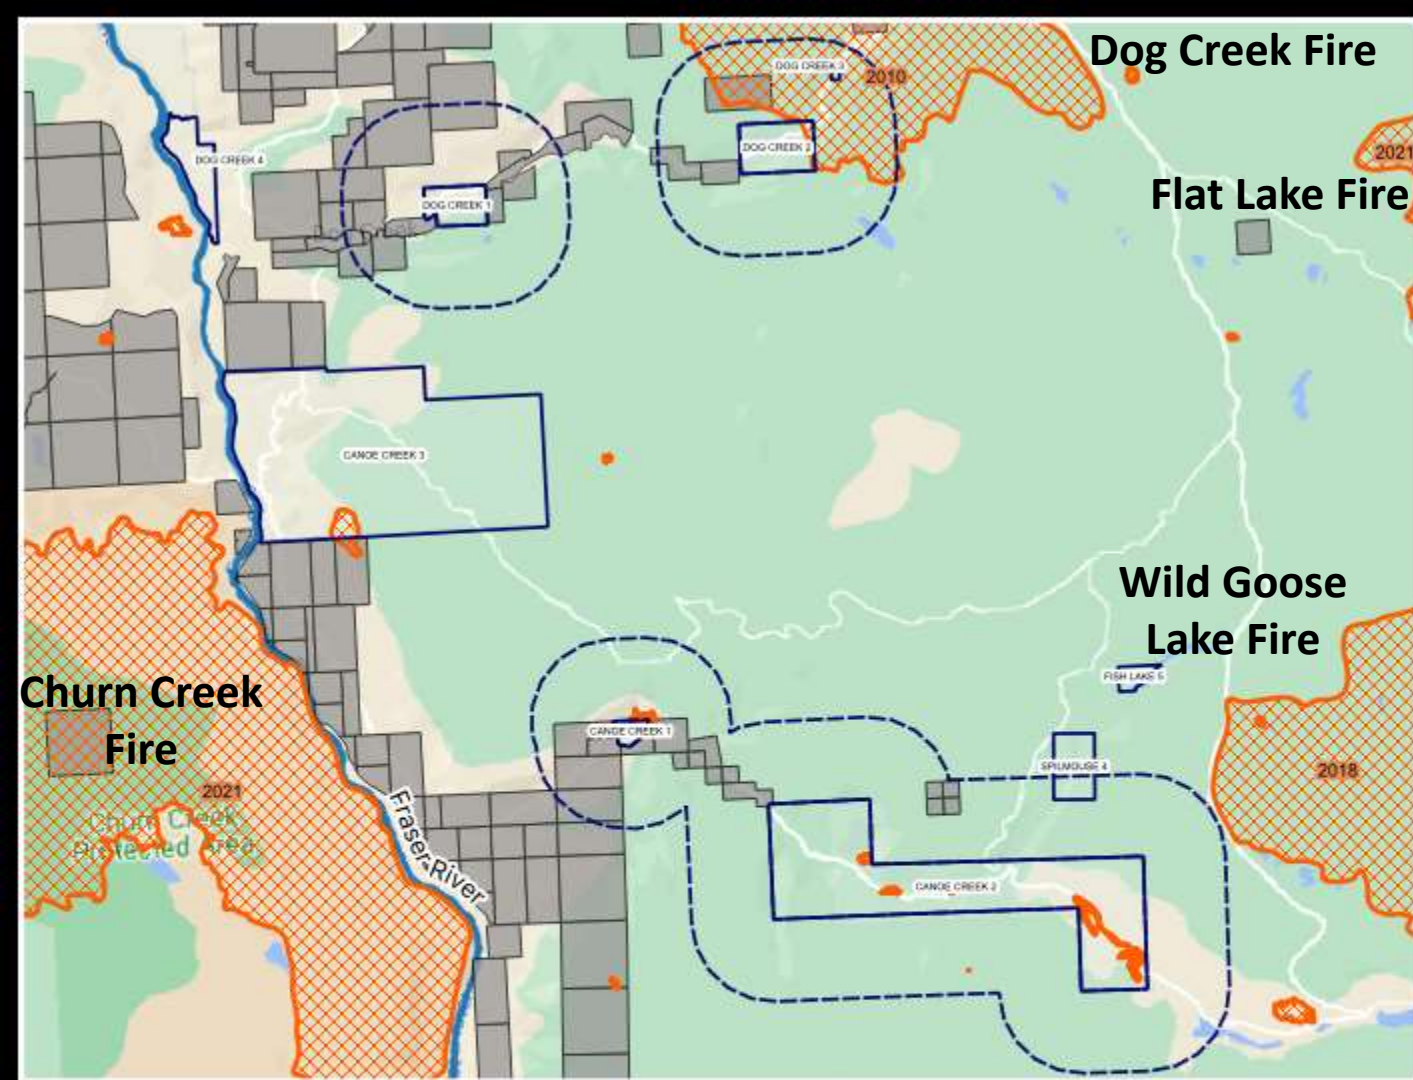 Dog Creek Fire
DOG CREEK 3
2010
DOG CREEK 2
DOG CREEK 4
2021
Flat Lake Fire
DOG CREEK 1
CANOE CREEK 3
Wild Goose
Lake Fire
FISH LAKE 5
Churn Creek
Fire
CANOE CREEK 1
SPILMOUSE 4
2018
2021
Churn Creek
Protected Area
Fraser River
CANOE CREEK 2